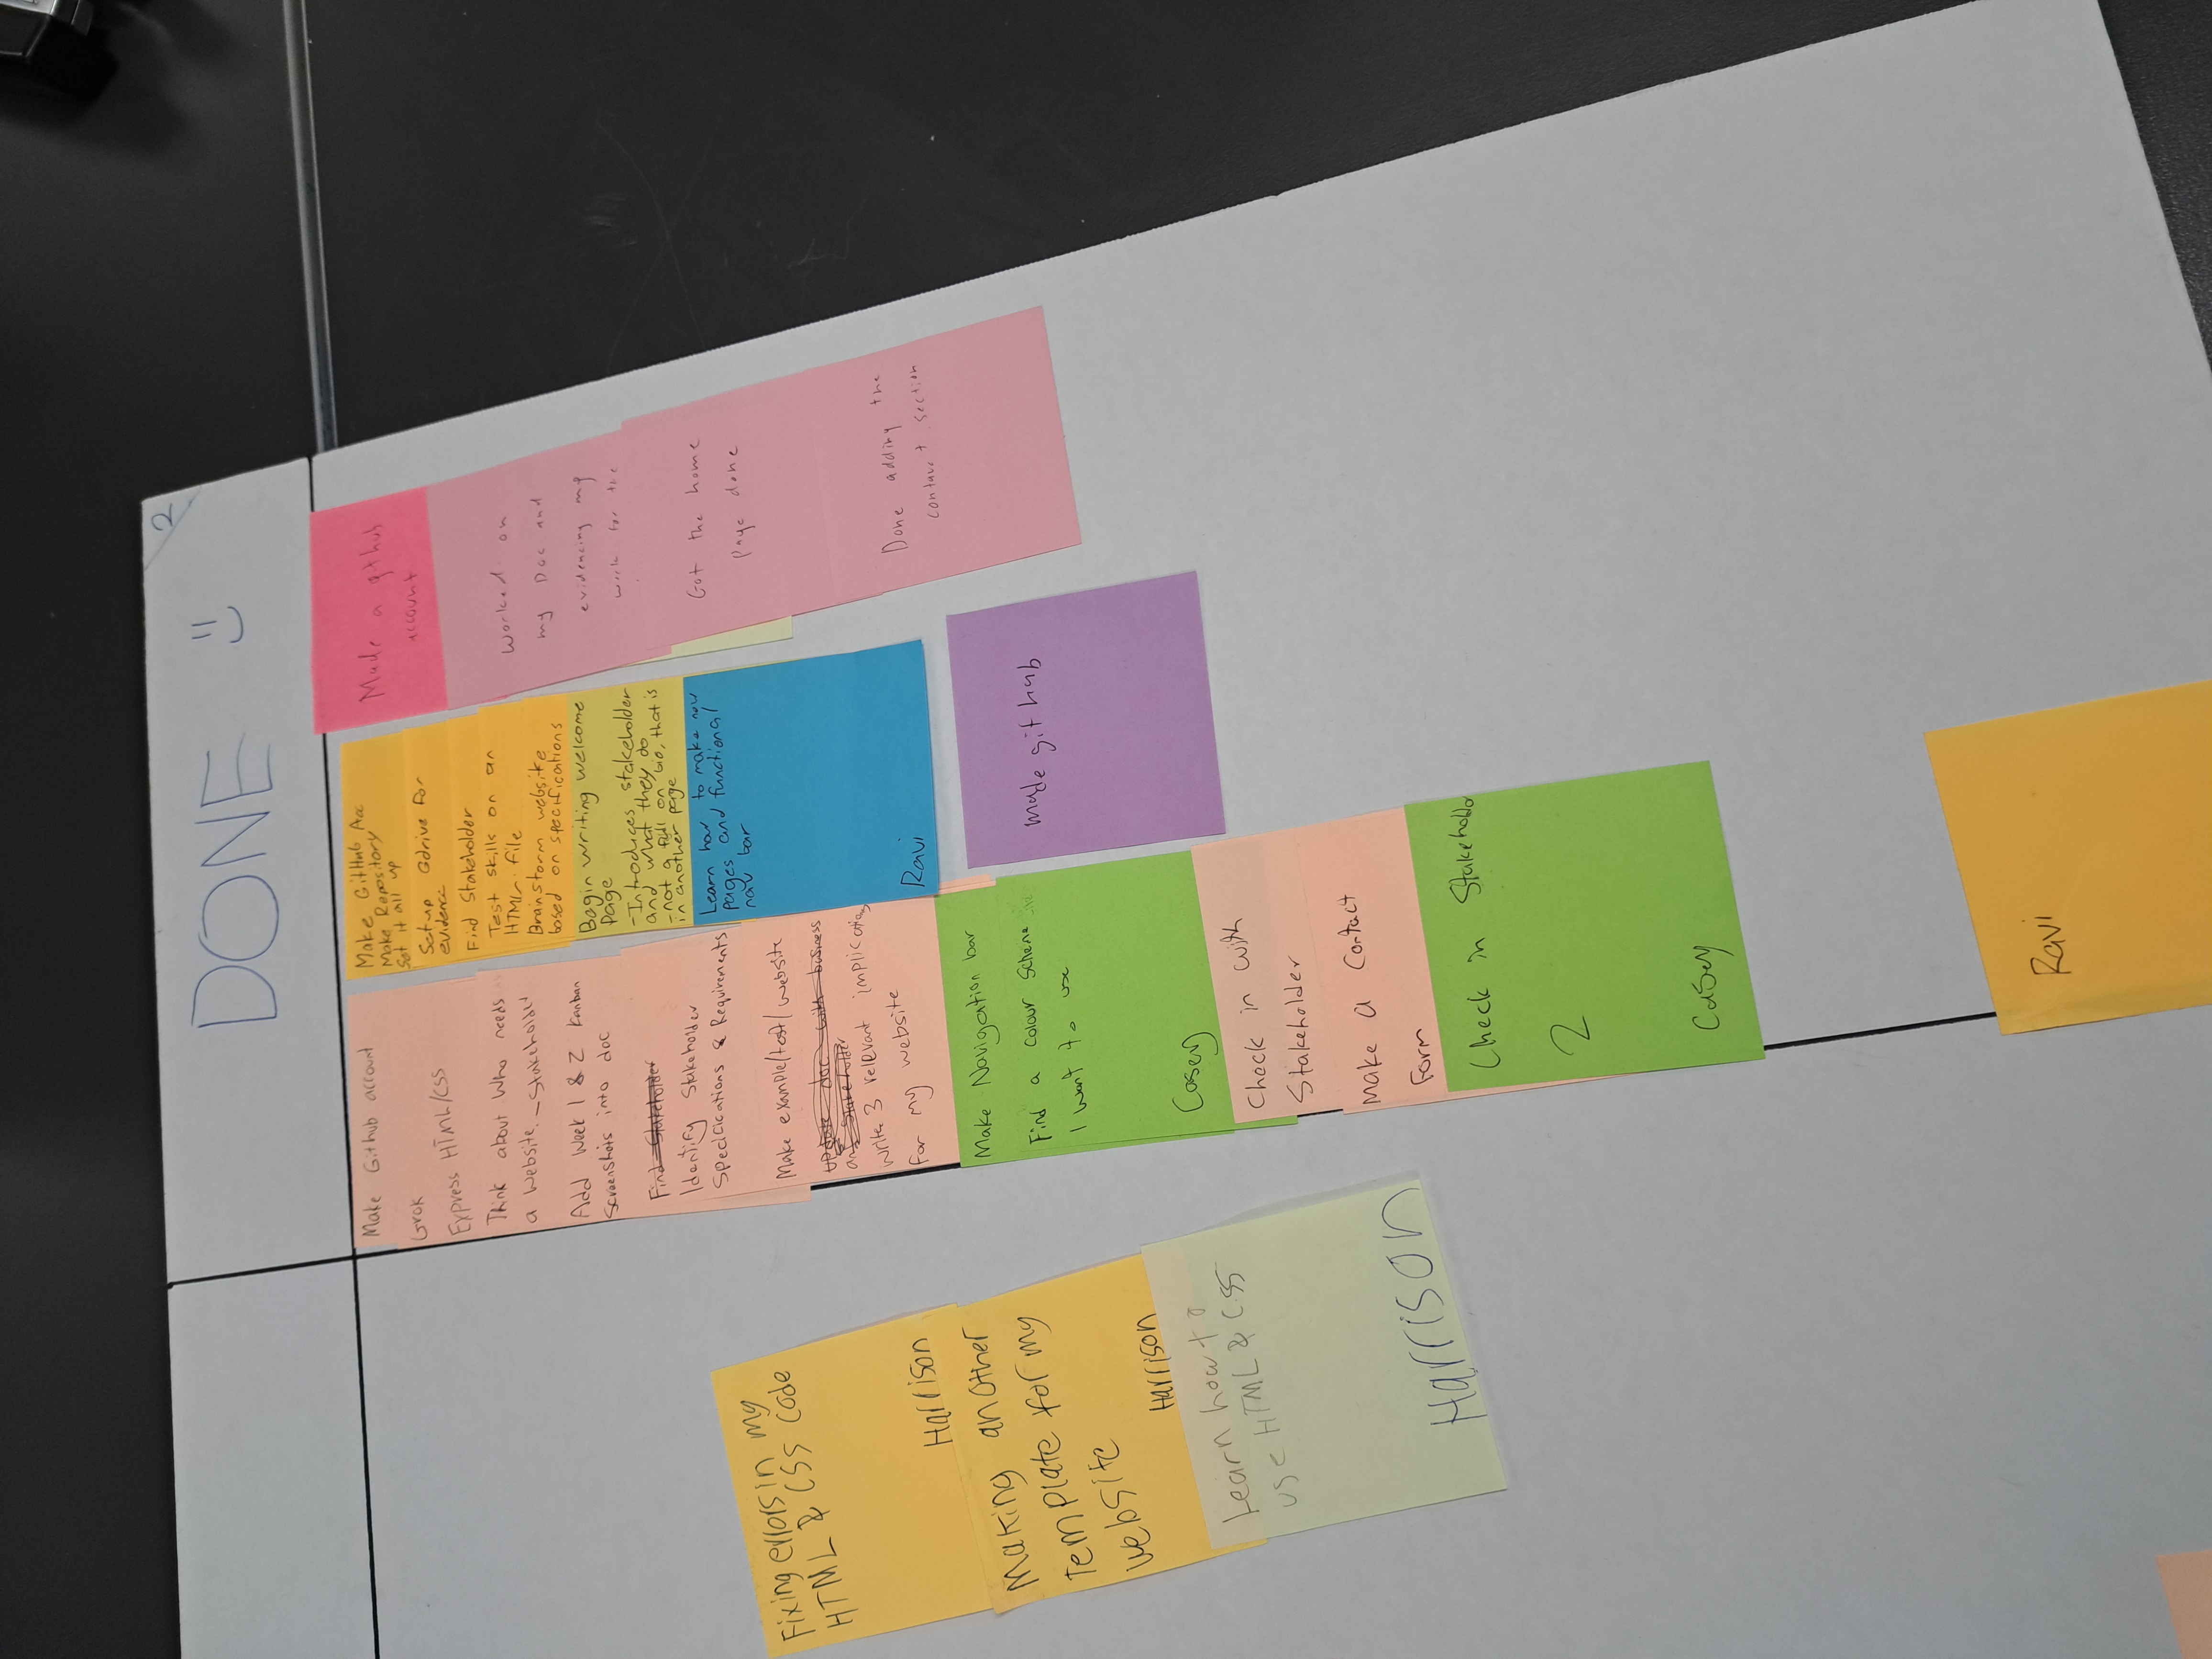 2
DONE
Make Github account
Grok
Express HTML/CSS
Think about Who needs
a website. - Stakeholder
Add Week 1 & 2 Kanban
Screenshots into doc
Find Stakeholder
Identify Stakeholder
Specifications & Requirements
Make example/test/website
update doc with business
and Stakeholder
Write 3 relevant implications
for my website
Make Navigation bar
Find a colour Scheme
I want to use
Casey
Check in with
Stakeholder
Make a Contact
Form
Check in Stakeholder
2
Casey
Make GitHub Acc
Make Repository
Set it all up
Setup Gdrive for
evidence
Find Stakeholder
Test skills on an
HTML file
Brainstorm website
based on specifications
Begin writing welcome
Page
-Introduces stakeholder
and what they do
-not a full on bio, that is
in another page
Learn how to make new
pages and functional
nav bar
Ravi
made git hub
Made a github
account
Worked on
my Doc and
evidencing my
work for the
Got the home
page done
Done adding the
contact section
Fixing errors in my
HTML & CSS Code
Harrison
Making another
template for my
website
Harrison
Learn how to
use HTML & CSS
Harrison
Ravi